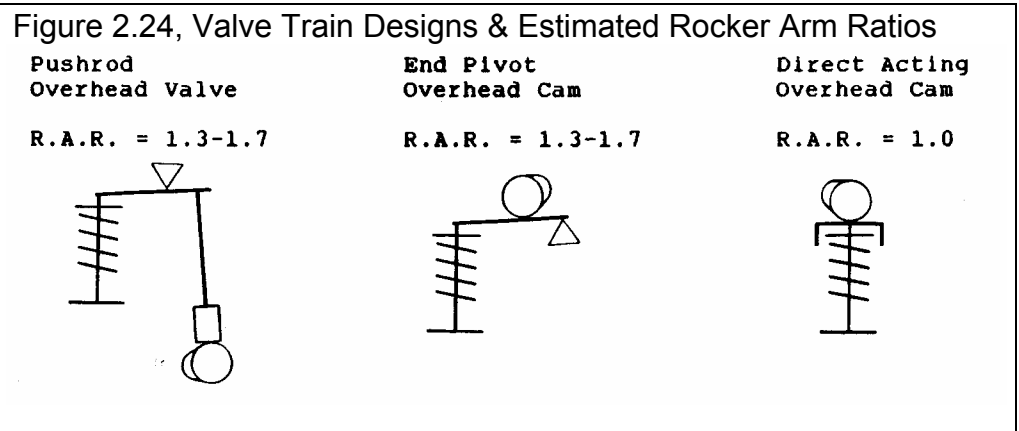 Figure 2.24, Valve Train Designs & Estimated Rocker Arm Ratios
Pushrod
Overhead Valve
R.A.R. = 1.3-1.7
End Pivot
Overhead Cam
R.A.R. = 1.3-1.7
Direct Acting
Overhead Cam
R.A.R. = 1.0